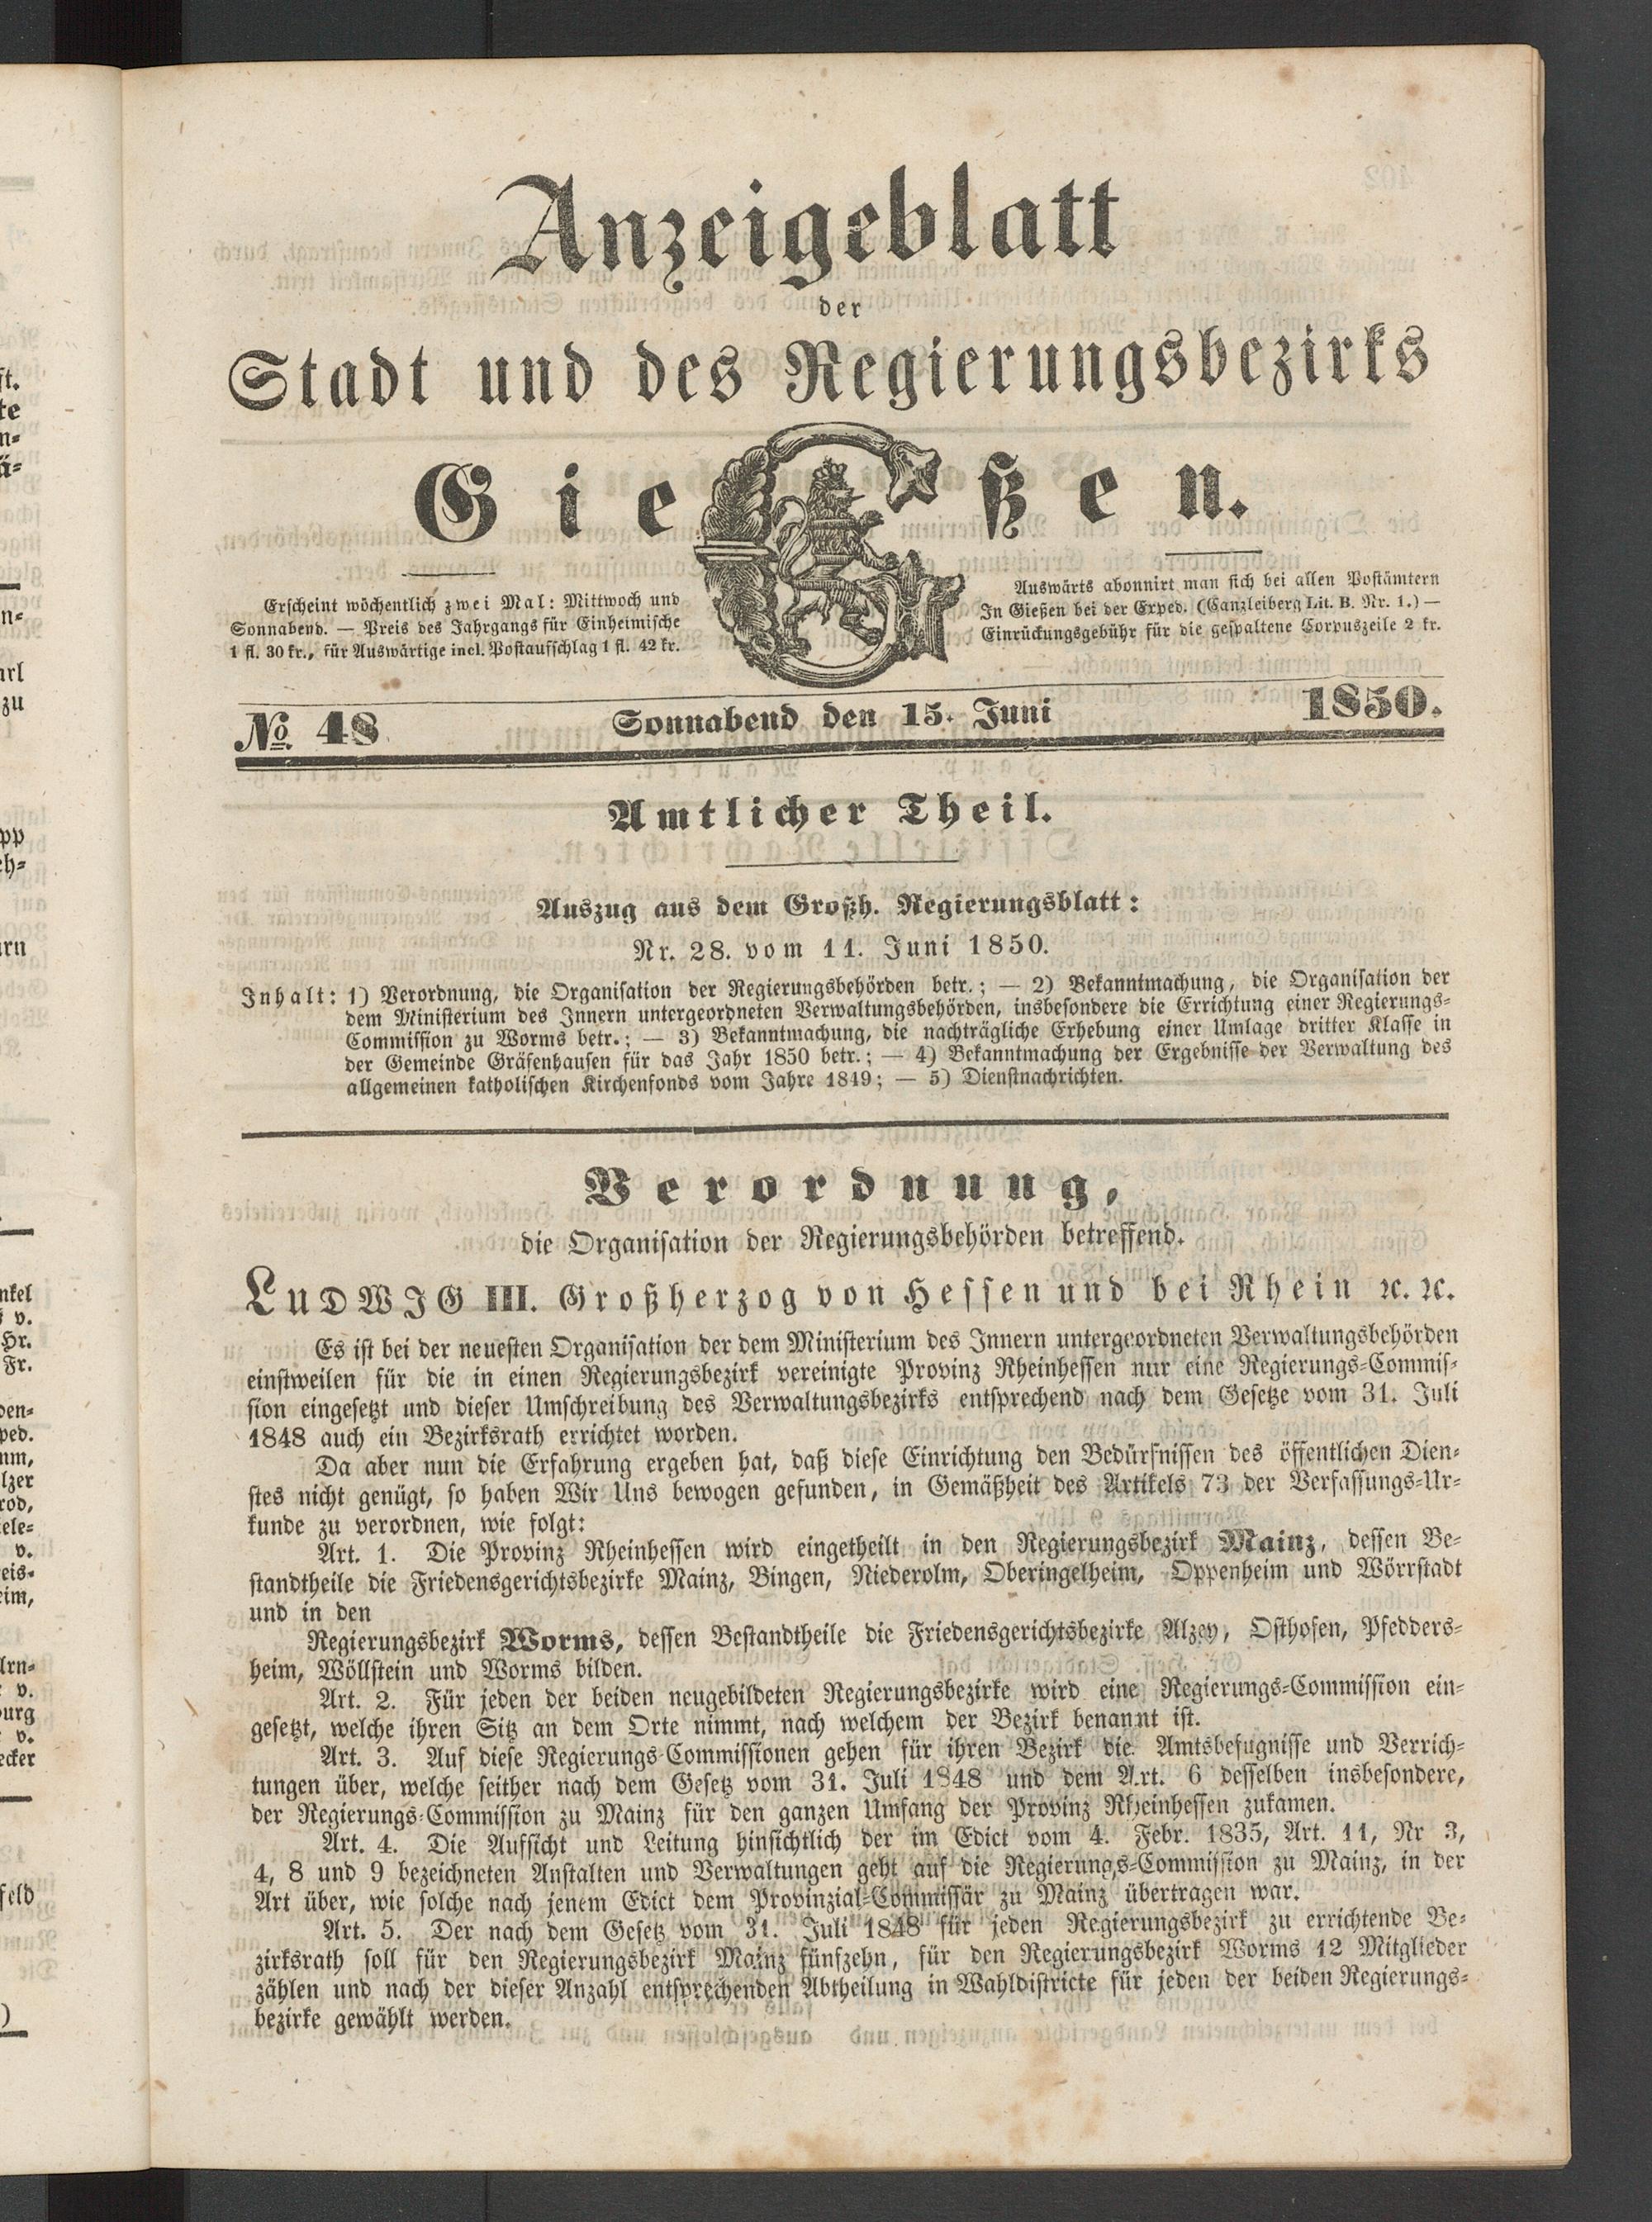 Anzeigeblatt
der
Stadt und des Regierungsbezirks
Gießen.
Erscheint wöchentlich zwei Mal: Mittwoch und
Sonnabend. — Preis des Jahrgangs für Einheimische
1 fl. 30 kr., für Auswärtige incl. Postaufschlag 1 fl. 42 kr.
Auswärts abonnirt man sich bei allen Postämtern
In Gießen bei der Exped. (Canzleiberg Lit. B. Nr. 1.) —
Einrückungsgebühr für die gespaltene Corpuszeile 2 kr.
No. 48 Sonnabend den 15. Juni 1850.
Amtlicher Theil.
Auszug aus dem Großh. Regierungsblatt:
Nr. 28. vom 11. Juni 1850.
Inhalt: 1) Verordnung, die Organisation der Regierungsbehörden betr.; — 2) Bekanntmachung, die Organisation der
dem Ministerium des Innern untergeordneten Verwaltungsbehörden, insbesondere die Errichtung einer Regierungs-
Commission zu Worms betr.; — 3) Bekanntmachung, die nachträgliche Erhebung einer Umlage dritter Klasse in
der Gemeinde Gräfenhausen für das Jahr 1850 betr.; — 4) Bekanntmachung der Ergebnisse der Verwaltung des
allgemeinen katholischen Kirchenfonds vom Jahre 1849; — 5) Dienstnachrichten.
Verordnung,
die Organisation der Regierungsbehörden betreffend.
LUDWIG III. Großherzog von Hessen und bei Rhein ꝛc. ꝛc.
Es ist bei der neuesten Organisation der dem Ministerium des Innern untergeordneten Verwaltungsbehörden
einstweilen für die in einen Regierungsbezirk vereinigte Provinz Rheinhessen nur eine Regierungs-Commis-
sion eingesetzt und dieser Umschreibung des Verwaltungsbezirks entsprechend nach dem Gesetze vom 31. Juli
1848 auch ein Bezirksrath errichtet worden.
Da aber nun die Erfahrung ergeben hat, daß diese Einrichtung den Bedürfnissen des öffentlichen Dien-
stes nicht genügt, so haben Wir Uns bewogen gefunden, in Gemäßheit des Artikels 73 der Verfassungs-Ur-
kunde zu verordnen, wie folgt:
Art. 1. Die Provinz Rheinhessen wird eingetheilt in den Regierungsbezirk Mainz, dessen Be-
standtheile die Friedensgerichtsbezirke Mainz, Bingen, Niederolm, Oberingelheim, Oppenheim und Wörrstadt
und in den
Regierungsbezirk Worms, dessen Bestandtheile die Friedensgerichtsbezirke Alzey, Osthofen, Pfedders-
heim, Wöllstein und Worms bilden.
Art. 2. Für jeden der beiden neugebildeten Regierungsbezirke wird eine Regierungs-Commission ein-
gesetzt, welche ihren Sitz an dem Orte nimmt, nach welchem der Bezirk benannt ist.
Art. 3. Auf diese Regierungs-Commissionen gehen für ihren Bezirk die Amtsbefugnisse und Verrich-
tungen über, welche seither nach dem Gesetz vom 31. Juli 1848 und dem Art. 6 desselben insbesondere,
der Regierungs-Commission zu Mainz für den ganzen Umfang der Provinz Rheinhessen zukamen.
Art. 4. Die Aufsicht und Leitung hinsichtlich der im Edict vom 4. Febr. 1835, Art. 11, Nr 3,
4, 8 und 9 bezeichneten Anstalten und Verwaltungen geht auf die Regierungs-Commission zu Mainz, in der
Art über, wie solche nach jenem Edict dem Provinzial-Commissär zu Mainz übertragen war.
Art. 5. Der nach dem Gesetz vom 31. Juli 1848 für jeden Regierungsbezirk zu errichtende Be-
zirksrath soll für den Regierungsbezirk Mainz fünfzehn, für den Regierungsbezirk Worms 12 Mitglieder
zählen und nach der dieser Anzahl entsprechenden Abtheilung in Wahldistricte für jeden der beiden Regierungs-
bezirke gewählt werden.